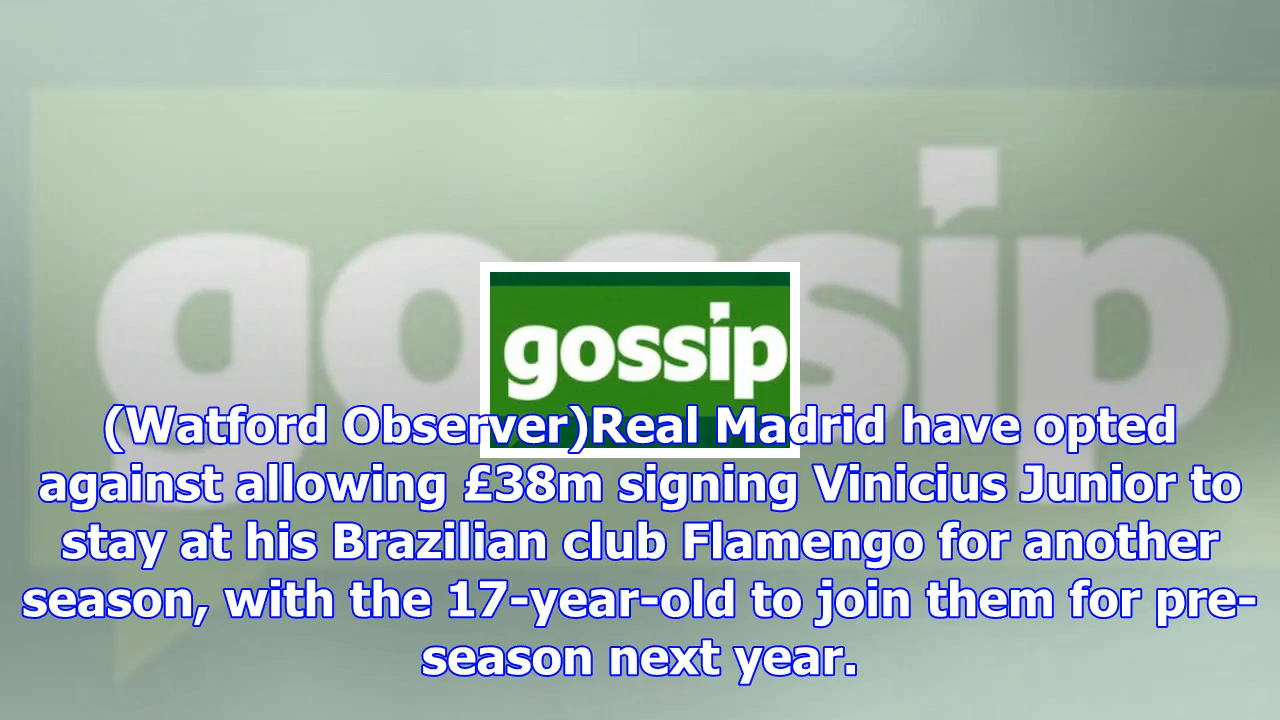 gossip
gossip
(Watford Observer)Real Madrid have opted
against allowing £38m signing Vinicius Junior to
stay at his Brazilian club Flamengo for another
season, with the 17-year-old to join them for pre-
season next year.